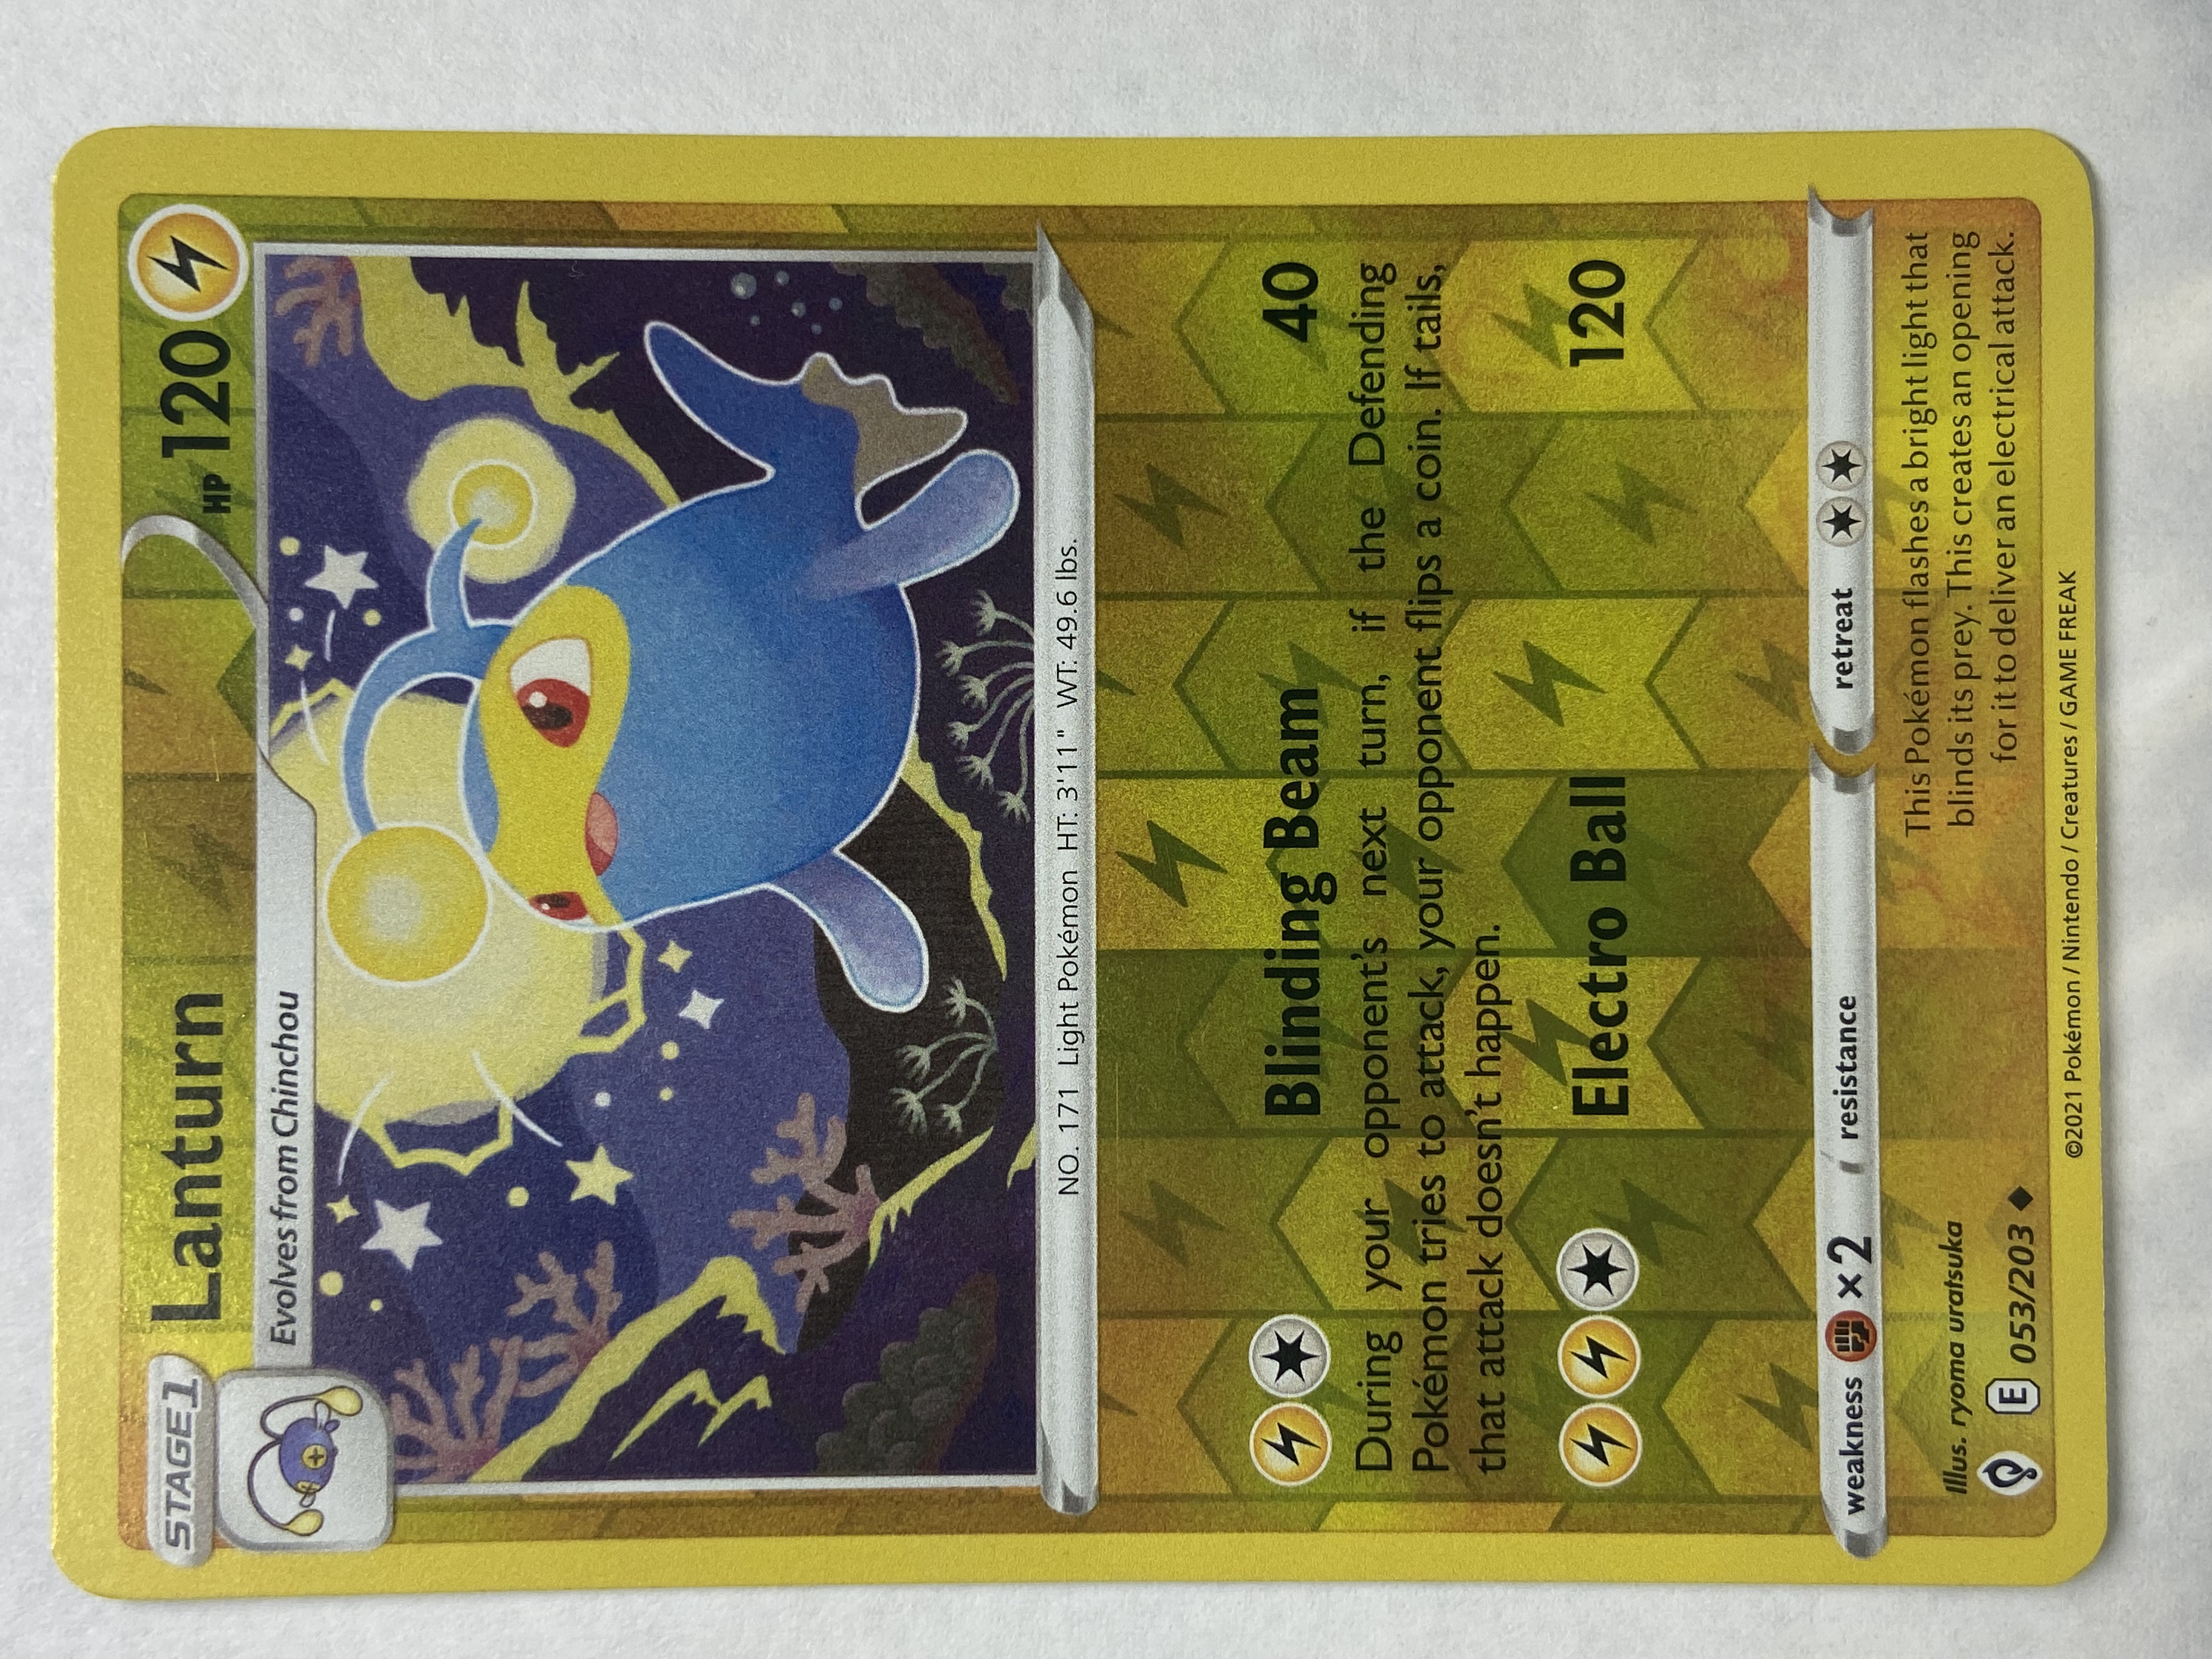 STAGE 1
Lanturn
HP 120
Evolves from Chinchou
NO. 171 Light Pokémon HT: 3'11" WT: 49.6 lbs.
Blinding Beam 40
During your opponent's next turn, if the Defending
Pokémon tries to attack, your opponent flips a coin. If tails,
that attack doesn't happen.
Electro Ball 120
weakness ×2 resistance retreat
This Pokémon flashes a bright light that
blinds its prey. This creates an opening
for it to deliver an electrical attack.
Illus. ryoma uratsuka
E 053/203
©2021 Pokémon / Nintendo / Creatures / GAME FREAK